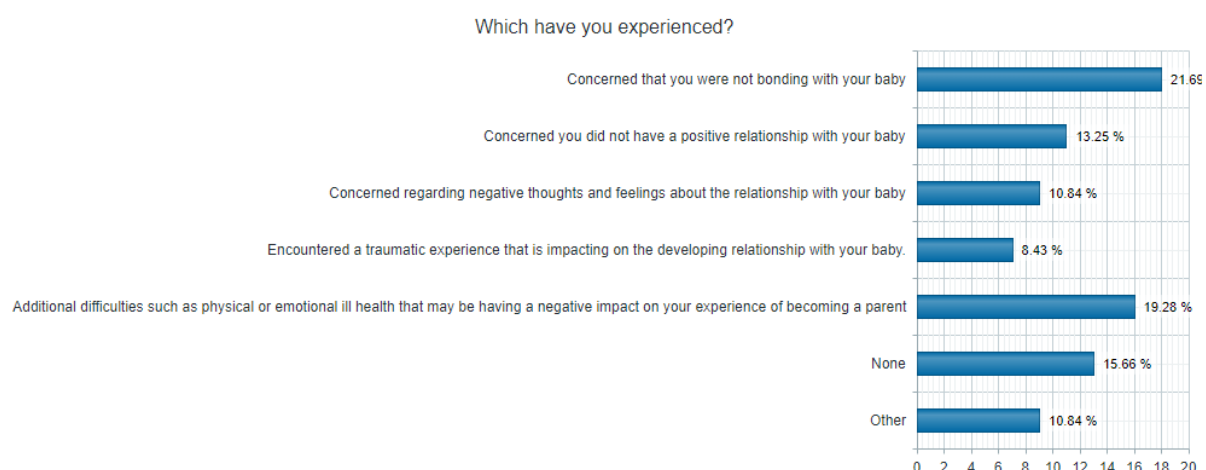 Which have you experienced?
Concerned that you were not bonding with your baby
21.69
Concerned you did not have a positive relationship with your baby
13.25 %
Concerned regarding negative thoughts and feelings about the relationship with your baby
10.84 %
Encountered a traumatic experience that is impacting on the developing relationship with your baby.
8.43 %
Additional difficulties such as physical or emotional ill health that may be having a negative impact on your experience of becoming a parent
19.28 %
None
15.66 %
Other
10.84 %
0 2 4 6 8 10 12 14 16 18 20